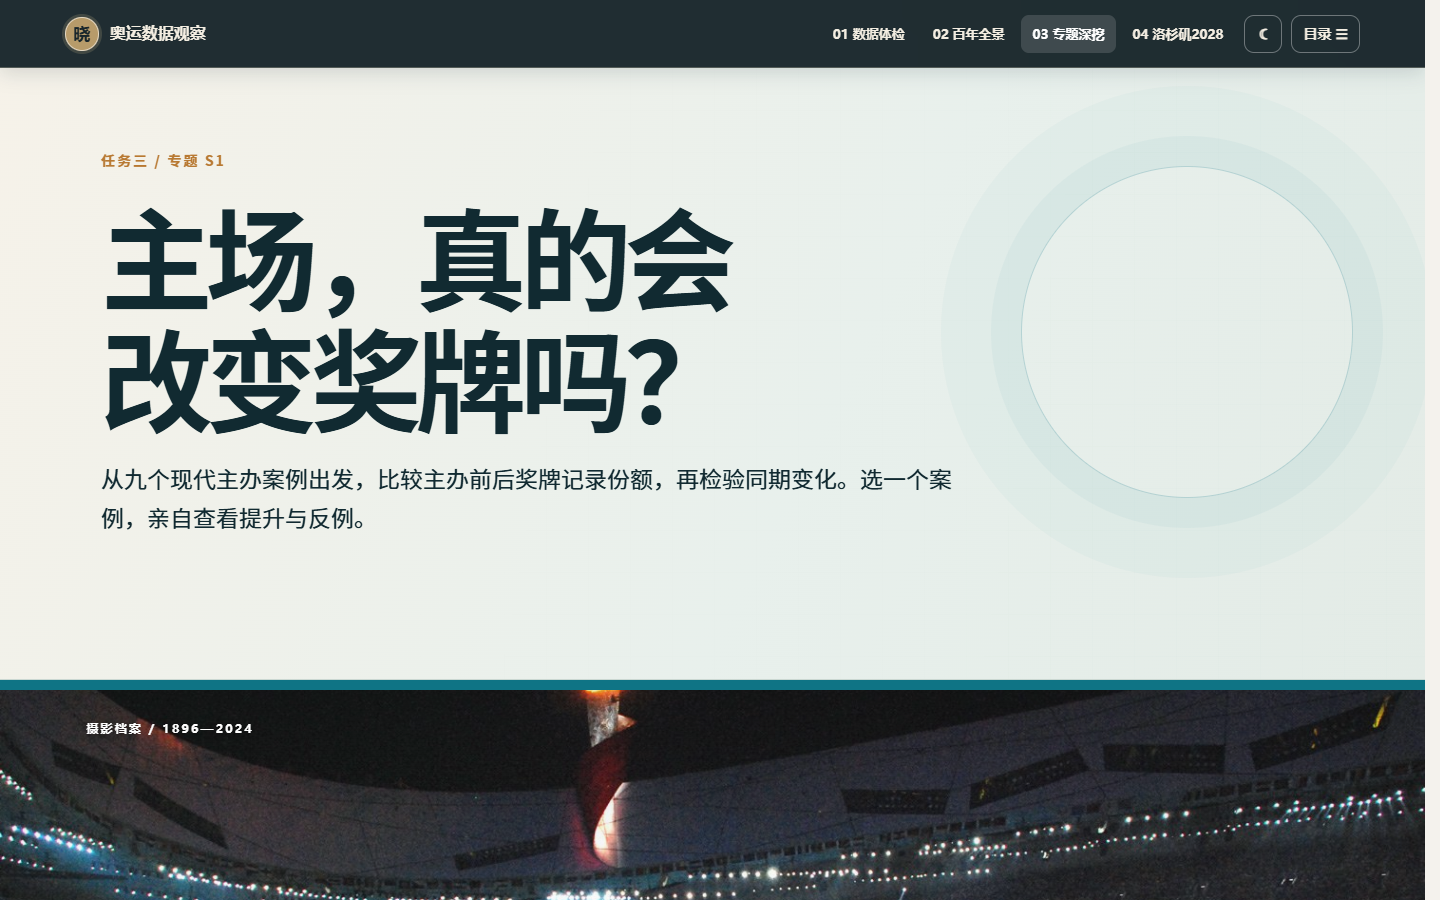 晓
奥运数据观察
01 数据体检
02 百年全景
03 专题深挖
04 洛杉矶2028
目录 ☰
任务三 / 专题 S1
主场，真的会
改变奖牌吗？
从九个现代主办案例出发，比较主办前后奖牌记录份额，再检验同期变化。选一个案
例，亲自查看提升与反例。
摄影档案 / 1896—2024